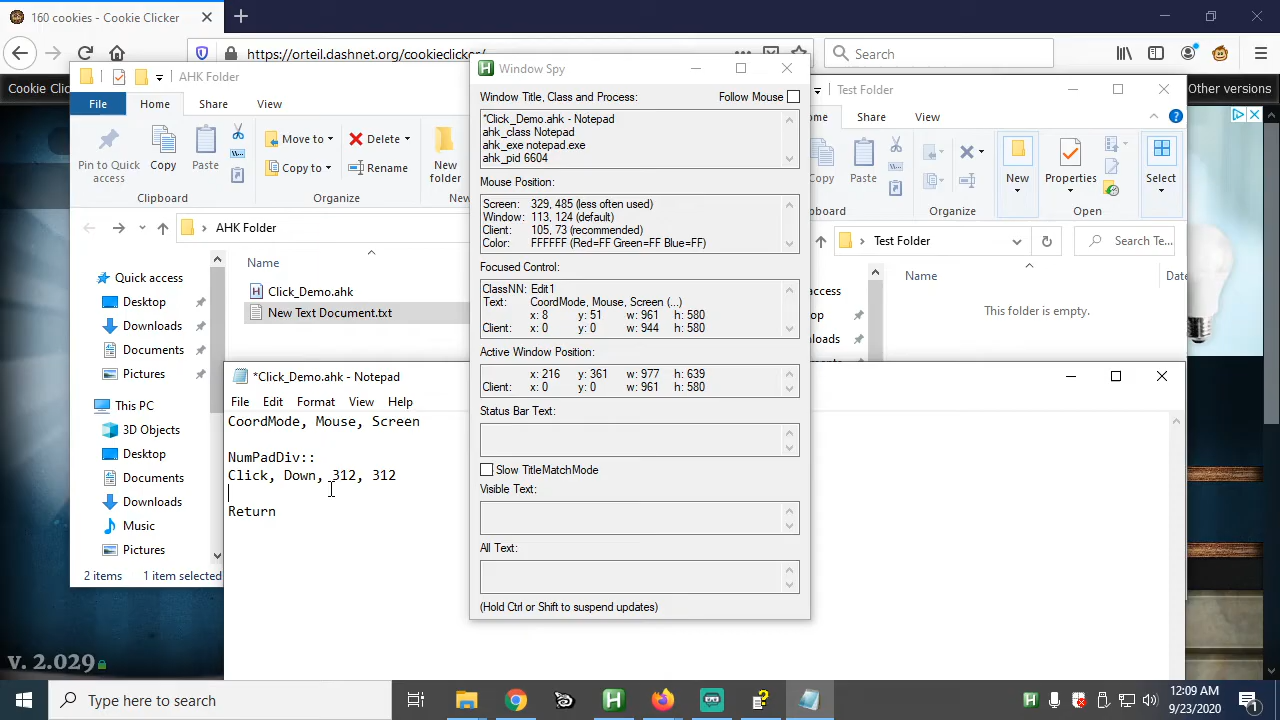 160 cookies - Cookie Clicker
https://orteil.dashnet.org/cookieclicker/
Search
Cookie Clic
Other versions
AHK Folder
File
Home
Share
View
Pin to Quick
access
Copy
Paste
Clipboard
Move to
Copy to
Delete
Rename
Organize
New
folder
New
AHK Folder
Quick access
Desktop
Downloads
Documents
Pictures
This PC
3D Objects
Desktop
Documents
Downloads
Music
Pictures
Name
Click_Demo.ahk
New Text Document.txt
2 items
1 item selected
Window Spy
Window Title, Class and Process:
Follow Mouse
*Click_Demo.ahk - Notepad
ahk_class Notepad
ahk_exe notepad.exe
ahk_pid 6604
Mouse Position:
Screen: 329, 485 (less often used)
Window: 113, 124 (default)
Client: 105, 73 (recommended)
Color: FFFFFF (Red=FF Green=FF Blue=FF)
Focused Control:
ClassNN: Edit1
Text: CoordMode, Mouse, Screen (...)
x: 8 y: 51 w: 961 h: 580
Client: x: 0 y: 0 w: 944 h: 580
Active Window Position:
x: 216 y: 361 w: 977 h: 639
Client: x: 0 y: 0 w: 961 h: 580
Status Bar Text:
Slow TitleMatchMode
Visible Text:
All Text:
(Hold Ctrl or Shift to suspend updates)
Test Folder
ome
Share
View
Copy
Paste
pboard
Organize
New
Properties
Open
Select
Test Folder
Search Te...
ccess
p
loads
Name
Date
This folder is empty.
*Click_Demo.ahk - Notepad
File Edit Format View Help
CoordMode, Mouse, Screen
NumPadDiv::
Click, Down, 312, 312
Return
v. 2.029
Type here to search
12:09 AM
9/23/2020
1